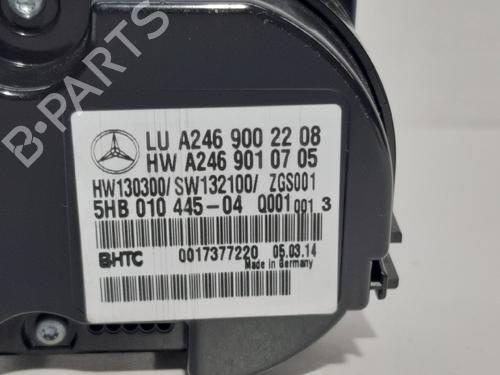 LU A246 900 22 08
HW A246 901 07 05
HW130300/SW132100/ ZGS001
5HB 010 445-04 Q001 001 3
BHTC 0017377220 05.03.14
Made in Germany
B-PARTS